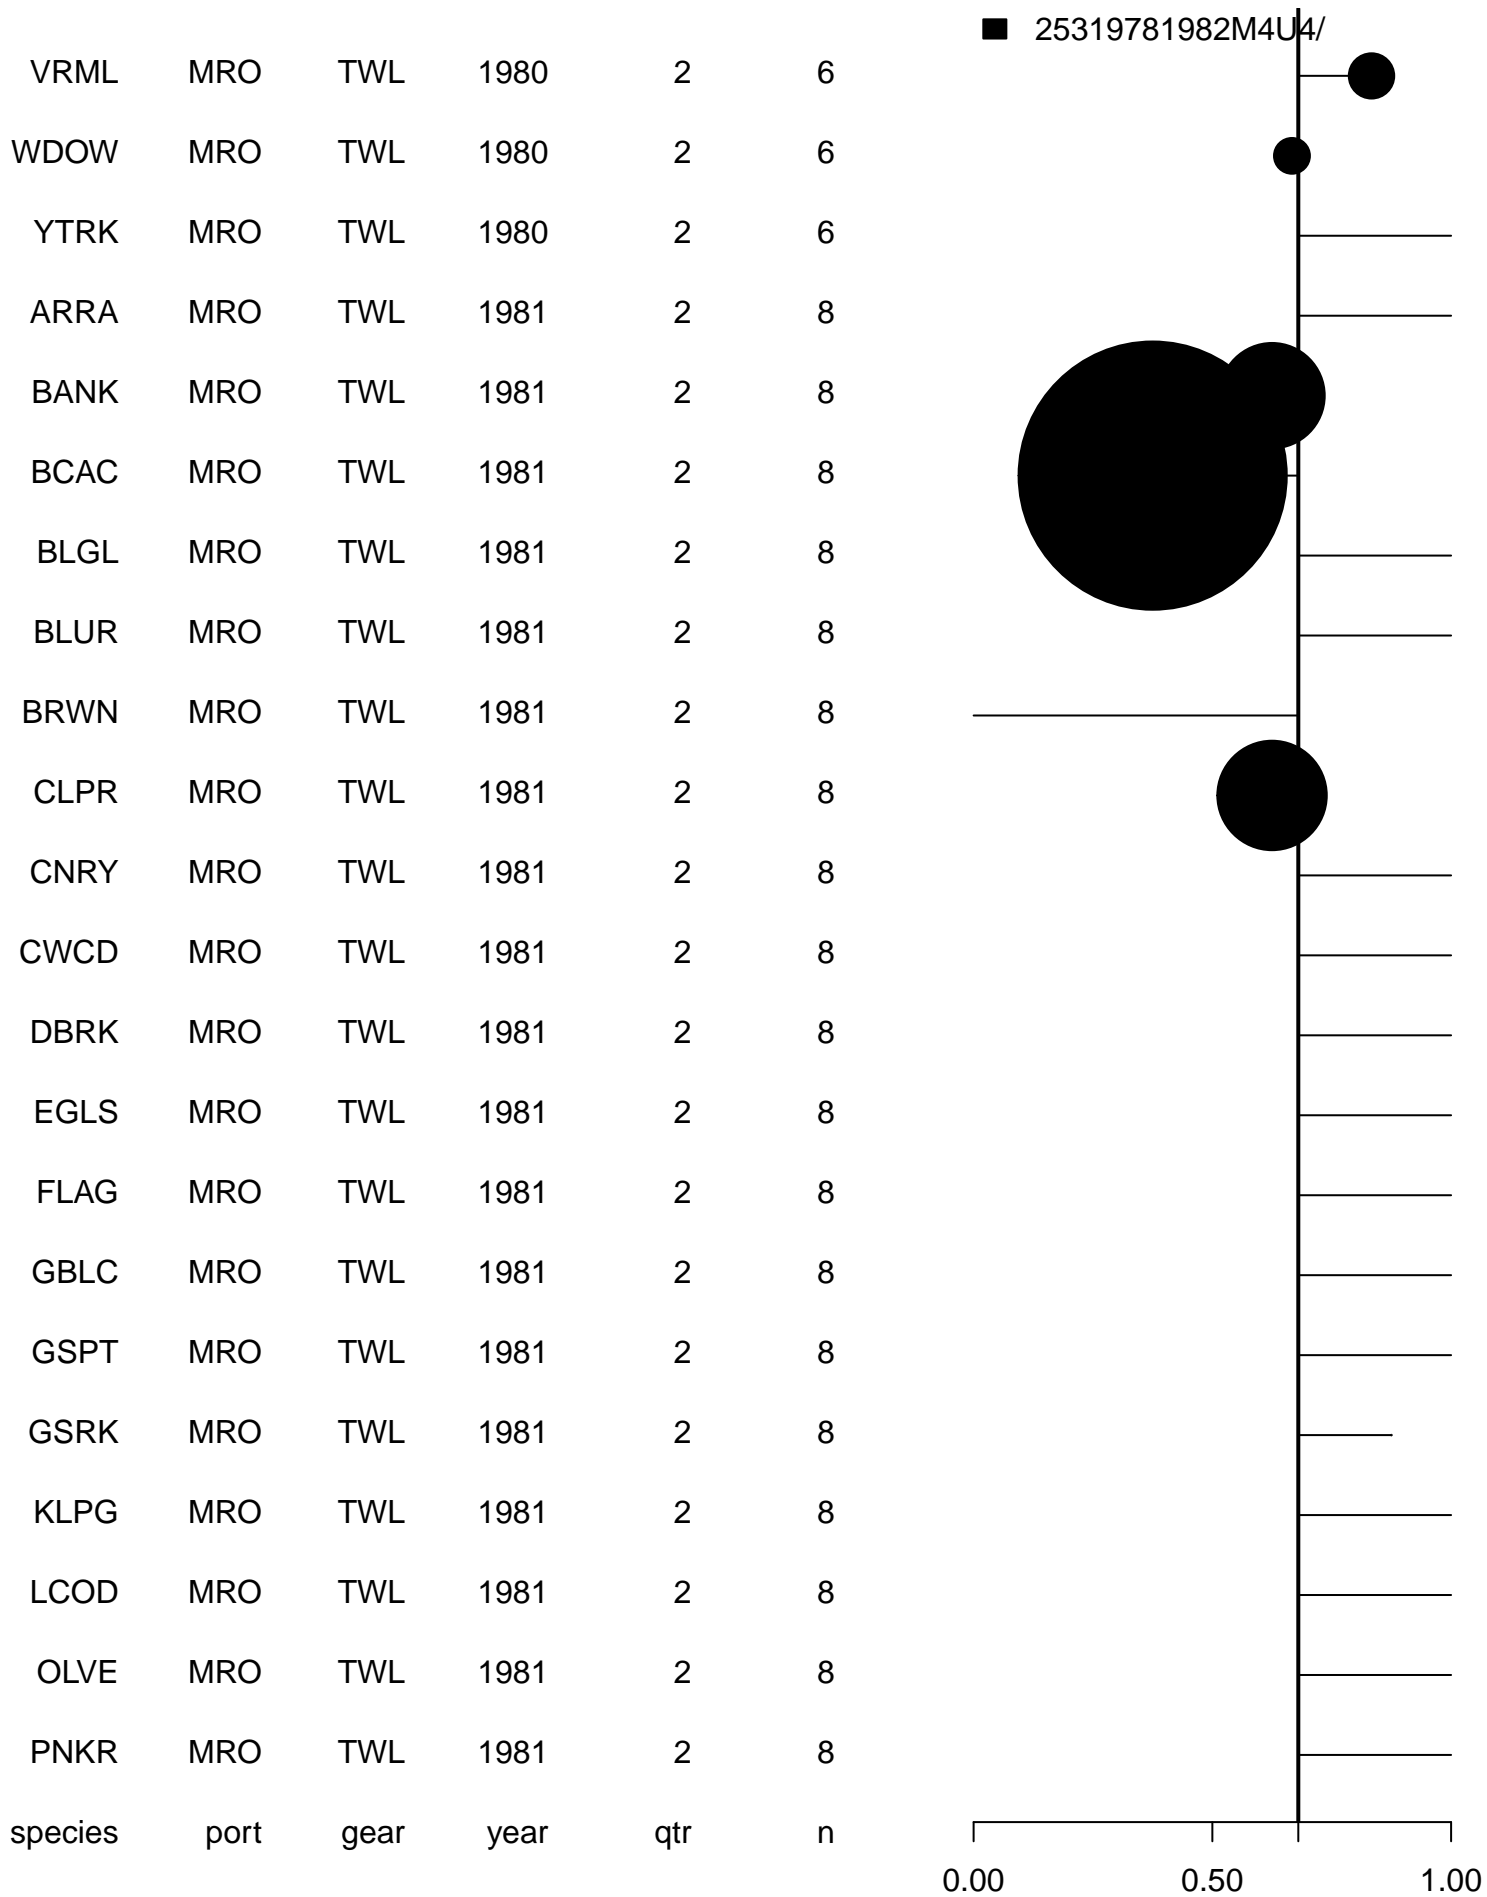 25319781982M4U4/
VRML MRO TWL 1980 2 6
WDOW MRO TWL 1980 2 6
YTRK MRO TWL 1980 2 6
ARRA MRO TWL 1981 2 8
BANK MRO TWL 1981 2 8
BCAC MRO TWL 1981 2 8
BLGL MRO TWL 1981 2 8
BLUR MRO TWL 1981 2 8
BRWN MRO TWL 1981 2 8
CLPR MRO TWL 1981 2 8
CNRY MRO TWL 1981 2 8
CWCD MRO TWL 1981 2 8
DBRK MRO TWL 1981 2 8
EGLS MRO TWL 1981 2 8
FLAG MRO TWL 1981 2 8
GBLC MRO TWL 1981 2 8
GSPT MRO TWL 1981 2 8
GSRK MRO TWL 1981 2 8
KLPG MRO TWL 1981 2 8
LCOD MRO TWL 1981 2 8
OLVE MRO TWL 1981 2 8
PNKR MRO TWL 1981 2 8
species port gear year qtr n
0.00 0.50 1.00